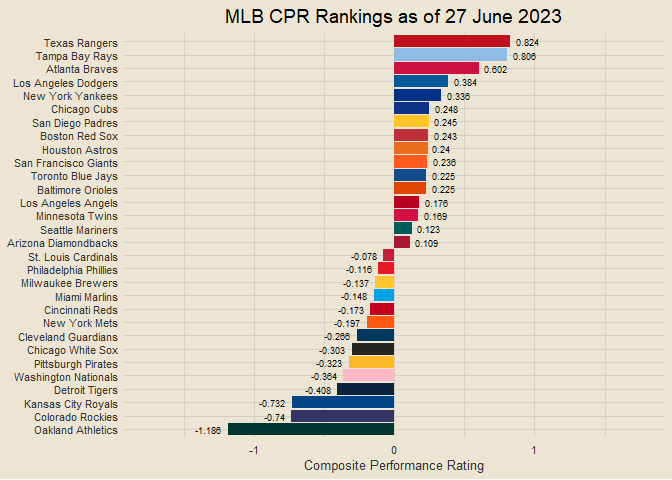 MLB CPR Rankings as of 27 June 2023
Texas Rangers 0.824
Tampa Bay Rays 0.806
Atlanta Braves 0.602
Los Angeles Dodgers 0.384
New York Yankees 0.336
Chicago Cubs 0.248
San Diego Padres 0.245
Boston Red Sox 0.243
Houston Astros 0.24
San Francisco Giants 0.236
Toronto Blue Jays 0.225
Baltimore Orioles 0.225
Los Angeles Angels 0.176
Minnesota Twins 0.169
Seattle Mariners 0.123
Arizona Diamondbacks 0.109
St. Louis Cardinals -0.078
Philadelphia Phillies -0.116
Milwaukee Brewers -0.137
Miami Marlins -0.148
Cincinnati Reds -0.173
New York Mets -0.197
Cleveland Guardians -0.266
Chicago White Sox -0.303
Pittsburgh Pirates -0.323
Washington Nationals -0.364
Detroit Tigers -0.408
Kansas City Royals -0.732
Colorado Rockies -0.74
Oakland Athletics -1.186
-1 0 1
Composite Performance Rating